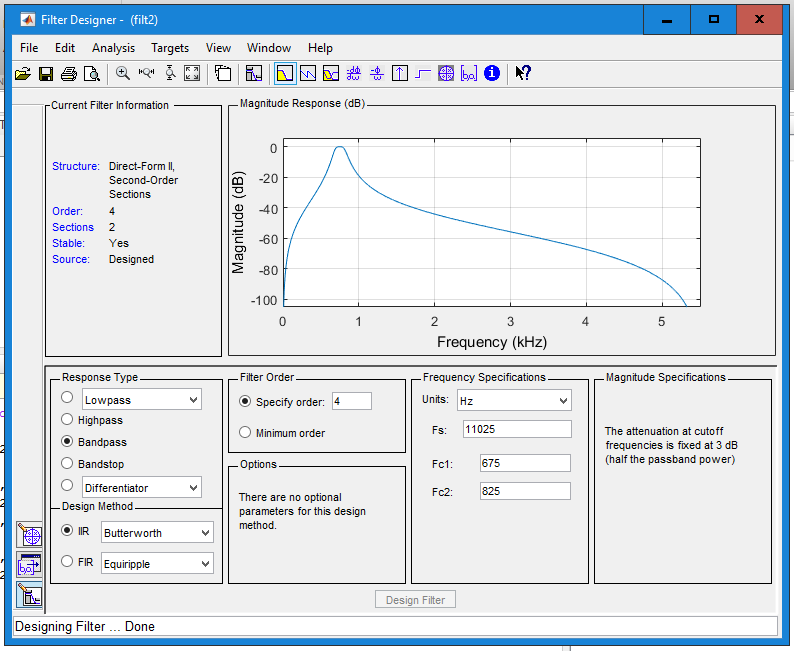 Filter Designer - (filt2)
File Edit Analysis Targets View Window Help
Current Filter Information
Structure: Direct-Form II,
Second-Order
Sections
Order: 4
Sections 2
Stable: Yes
Source: Designed
Magnitude Response (dB)
0
-20
-40
-60
-80
-100
Magnitude (dB)
0 1 2 3 4 5
Frequency (kHz)
Response Type
Lowpass
Highpass
Bandpass
Bandstop
Differentiator
Design Method
IIR Butterworth
FIR Equiripple
Filter Order
Specify order: 4
Minimum order
Options
There are no optional
parameters for this design
method.
Frequency Specifications
Units: Hz
Fs: 11025
Fc1: 675
Fc2: 825
Magnitude Specifications
The attenuation at cutoff
frequencies is fixed at 3 dB
(half the passband power)
Design Filter
Designing Filter ... Done